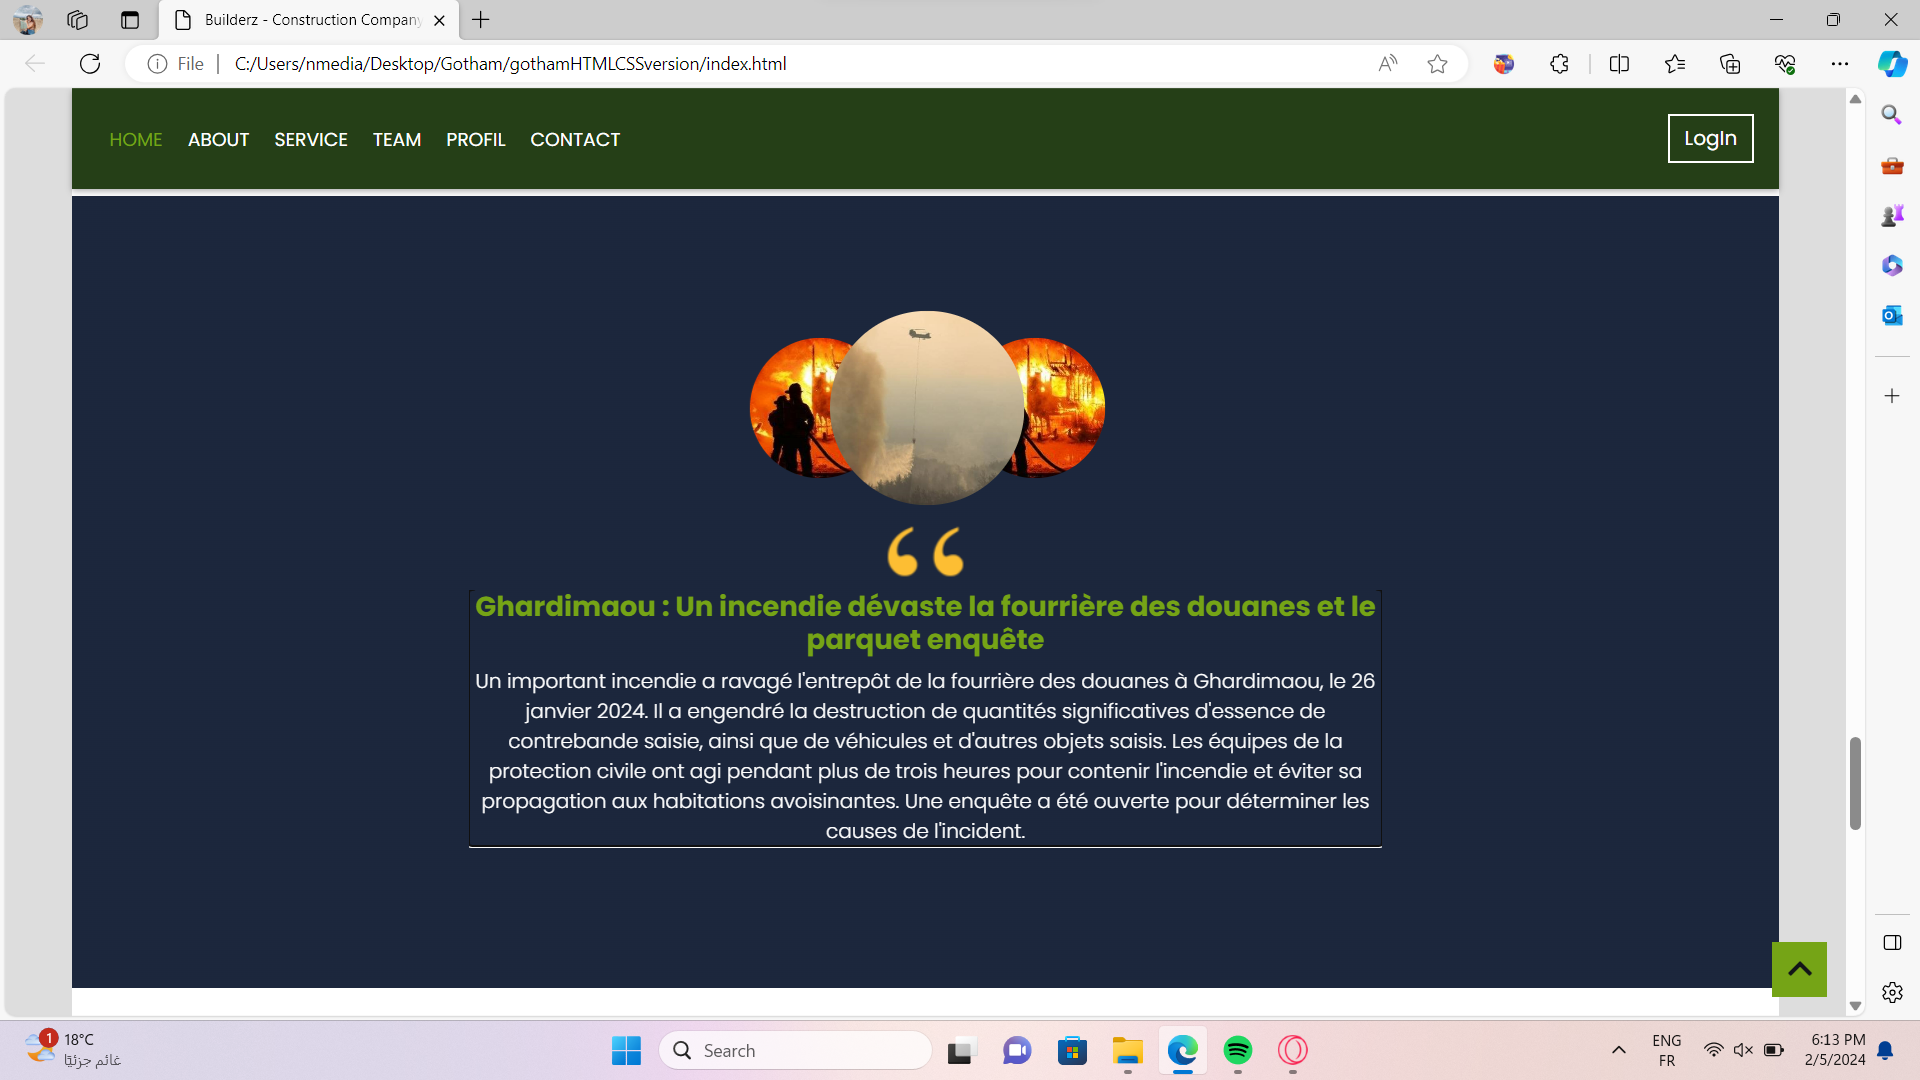 Builderz - Construction Company
File
C:/Users/nmedia/Desktop/Gotham/gothamHTMLCSSversion/index.html
HOME ABOUT SERVICE TEAM PROFIL CONTACT
LogIn
Ghardimaou : Un incendie dévaste la fourrière des douanes et le
parquet enquête
Un important incendie a ravagé l'entrepôt de la fourrière des douanes à Ghardimaou, le 26
janvier 2024. Il a engendré la destruction de quantités significatives d'essence de
contrebande saisie, ainsi que de véhicules et d'autres objets saisis. Les équipes de la
protection civile ont agi pendant plus de trois heures pour contenir l'incendie et éviter sa
propagation aux habitations avoisinantes. Une enquête a été ouverte pour déterminer les
causes de l'incident.
1
18°C
غائم جزئيًا
Search
ENG
FR
6:13 PM
2/5/2024